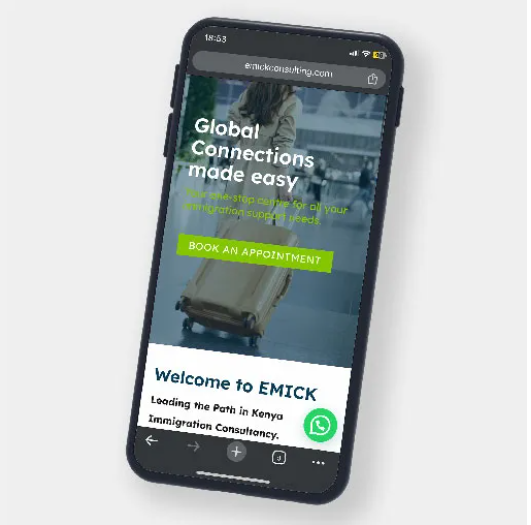 18:53
emickconsulting.com
Global
Connections
made easy
Your one-stop centre for all your
immigration support needs
BOOK AN APPOINTMENT
Welcome to EMICK
Leading the Path in Kenya
Immigration Consultancy.